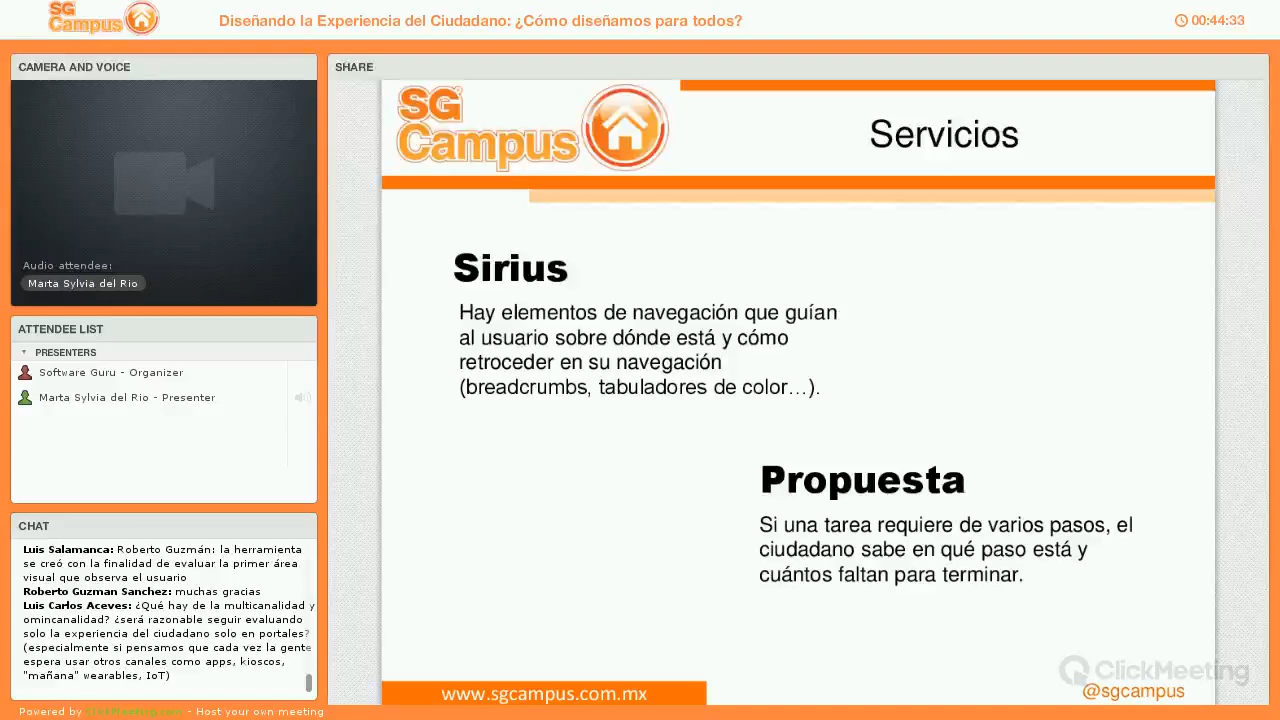 SG Campus
Diseñando la Experiencia del Ciudadano: ¿Cómo diseñamos para todos?
00:44:33
CAMERA AND VOICE
Audio attendee:
Marta Sylvia del Rio
ATTENDEE LIST
PRESENTERS
Software Guru - Organizer
Marta Sylvia del Rio - Presenter
CHAT
Luis Salamanca: Roberto Guzmán: la herramienta
se creó con la finalidad de evaluar la primer área
visual que observa el usuario
Roberto Guzman Sanchez: muchas gracias
Luis Carlos Aceves: ¿Qué hay de la multicanalidad y
omincanalidad? ¿será razonable seguir evaluando
solo la experiencia del ciudadano solo en portales?
(especialmente si pensamos que cada vez la gente
espera usar otros canales como apps, kioscos,
"mañana" wearables, IoT)
Powered by ClickMeeting.com - Host your own meeting
SHARE
SG
Campus
Servicios
Sirius
Hay elementos de navegación que guían
al usuario sobre dónde está y cómo
retroceder en su navegación
(breadcrumbs, tabuladores de color…).
Propuesta
Si una tarea requiere de varios pasos, el
ciudadano sabe en qué paso está y
cuántos faltan para terminar.
ClickMeeting
www.sgcampus.com.mx
@sgcampus